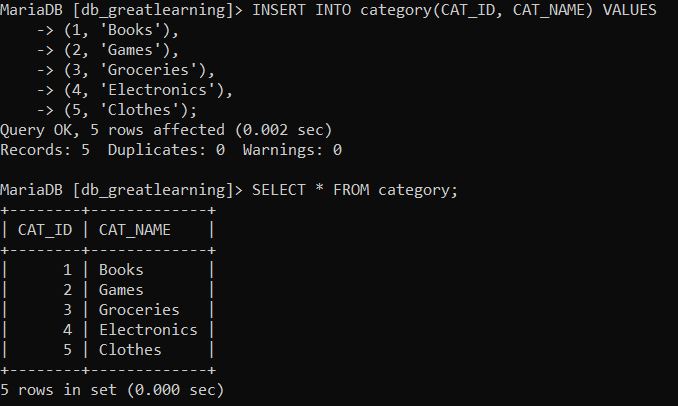 MariaDB [db_greatlearning]> INSERT INTO category(CAT_ID, CAT_NAME) VALUES
    -> (1, 'Books'),
    -> (2, 'Games'),
    -> (3, 'Groceries'),
    -> (4, 'Electronics'),
    -> (5, 'Clothes');
Query OK, 5 rows affected (0.002 sec)
Records: 5  Duplicates: 0  Warnings: 0

MariaDB [db_greatlearning]> SELECT * FROM category;
+--------+-------------+
| CAT_ID | CAT_NAME    |
+--------+-------------+
|      1 | Books       |
|      2 | Games       |
|      3 | Groceries   |
|      4 | Electronics |
|      5 | Clothes     |
+--------+-------------+
5 rows in set (0.000 sec)